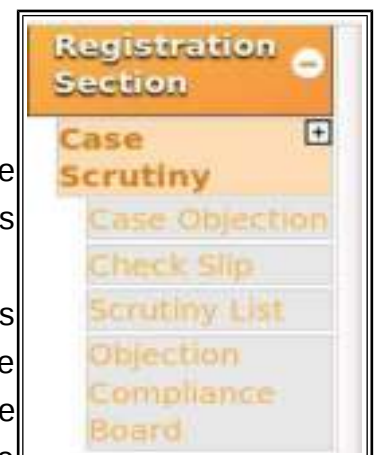 Registration
Section
Case
Scrutiny
Case Objection
Check Slip
Scrutiny List
Objection
Compliance
Board
e
s
s
e
e